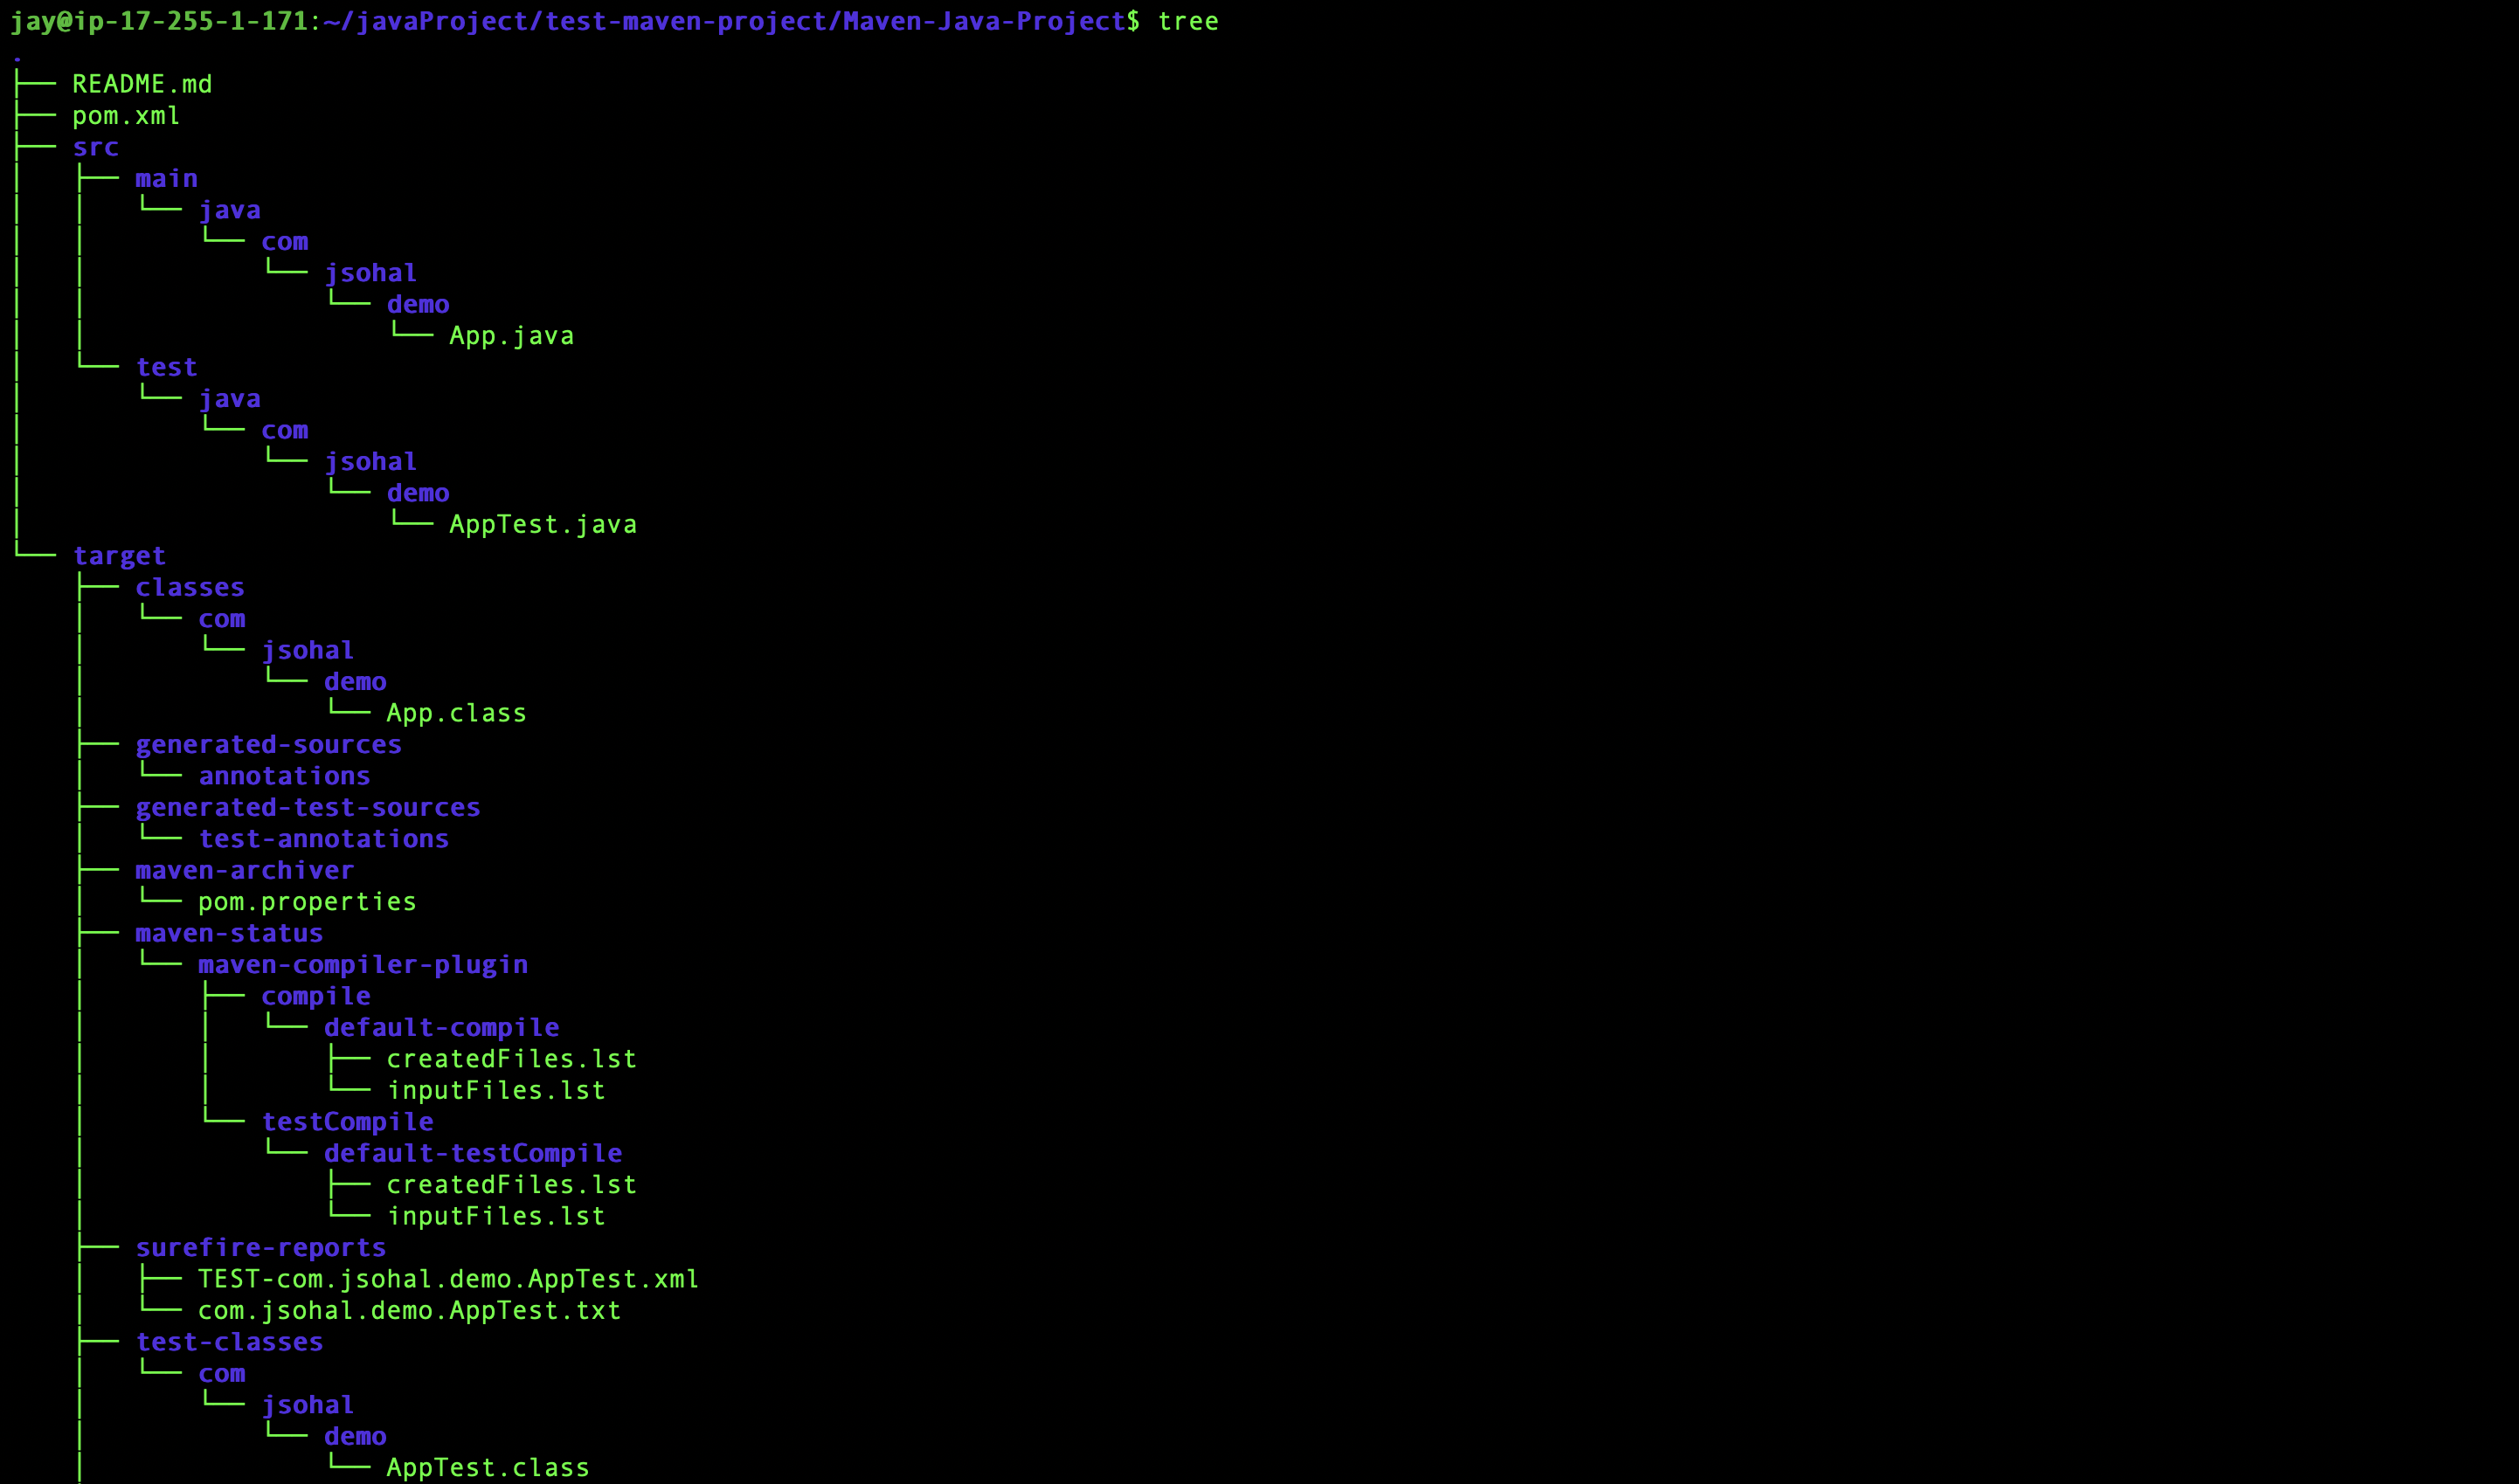 jay@ip-17-255-1-171:~/javaProject/test-maven-project/Maven-Java-Project$ tree
.
├── README.md
├── pom.xml
├── src
│   ├── main
│   │   └── java
│   │       └── com
│   │           └── jsohal
│   │               └── demo
│   │                   └── App.java
│   └── test
│       └── java
│           └── com
│               └── jsohal
│                   └── demo
│                       └── AppTest.java
└── target
    ├── classes
    │   └── com
    │       └── jsohal
    │           └── demo
    │               └── App.class
    ├── generated-sources
    │   └── annotations
    ├── generated-test-sources
    │   └── test-annotations
    ├── maven-archiver
    │   └── pom.properties
    ├── maven-status
    │   └── maven-compiler-plugin
    │       ├── compile
    │       │   └── default-compile
    │       │       ├── createdFiles.lst
    │       │       └── inputFiles.lst
    │       └── testCompile
    │           └── default-testCompile
    │               ├── createdFiles.lst
    │               └── inputFiles.lst
    ├── surefire-reports
    │   ├── TEST-com.jsohal.demo.AppTest.xml
    │   └── com.jsohal.demo.AppTest.txt
    ├── test-classes
    │   └── com
    │       └── jsohal
    │           └── demo
    │               └── AppTest.class